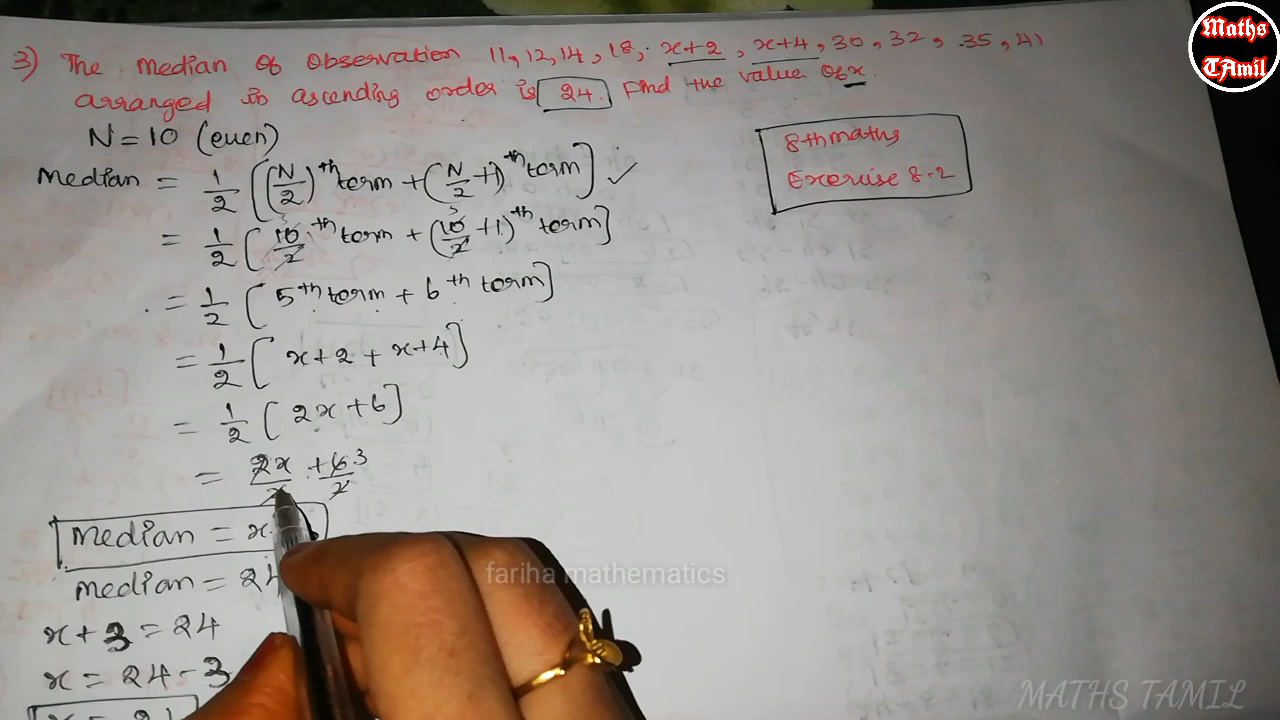 Maths
TAmil
3) The median of observation 11, 12, 14, 18, x+2, x+4, 30, 32, 35, 41
arranged in ascending order is 24. Find the value of x.
N = 10 (even)
8th maths
Exercise 8.2
Median = 1/2 [(N/2)th term + (N/2 + 1)th term] ✓
= 1/2 [10/2 th term + (10/2 + 1)th term]
= 1/2 [5th term + 6th term]
= 1/2 [x+2 + x+4]
= 1/2 [2x + 6]
= 2x/2 + 6/2 3
Median = x
median = 24
x + 3 = 24
x = 24 - 3
x = 21
fariha mathematics
MATHS TAMIL